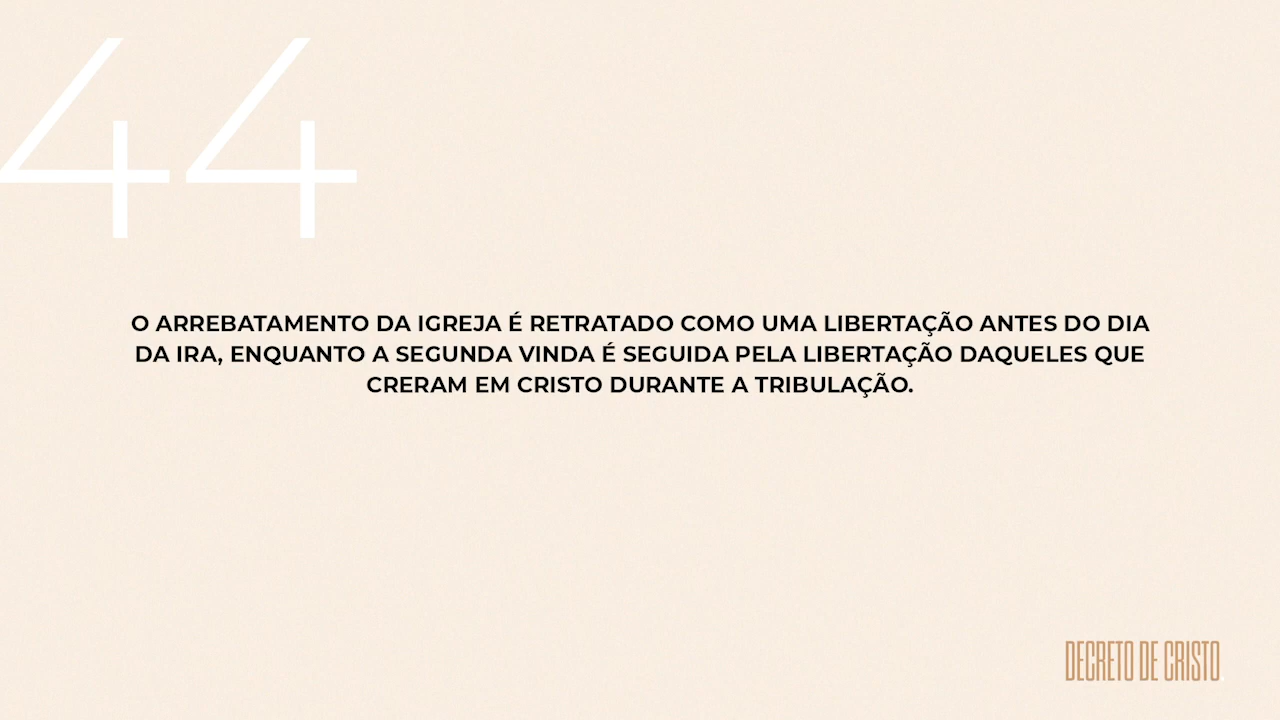 44
O ARREBATAMENTO DA IGREJA É RETRATADO COMO UMA LIBERTAÇÃO ANTES DO DIA
DA IRA, ENQUANTO A SEGUNDA VINDA É SEGUIDA PELA LIBERTAÇÃO DAQUELES QUE
CRERAM EM CRISTO DURANTE A TRIBULAÇÃO.
DECRETO DE CRISTO